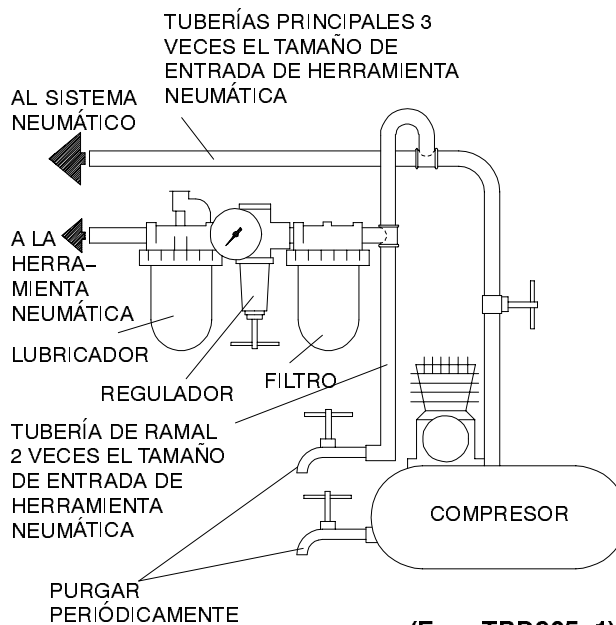 TUBERÍAS PRINCIPALES 3
VECES EL TAMAÑO DE
ENTRADA DE HERRAMIENTA
NEUMÁTICA
AL SISTEMA
NEUMÁTICO
A LA
HERRA–
MIENTA
NEUMÁTICA
LUBRICADOR
REGULADOR
FILTRO
TUBERÍA DE RAMAL
2 VECES EL TAMAÑO
DE ENTRADA DE
HERRAMIENTA
NEUMÁTICA
COMPRESOR
PURGAR
PERIÓDICAMENTE